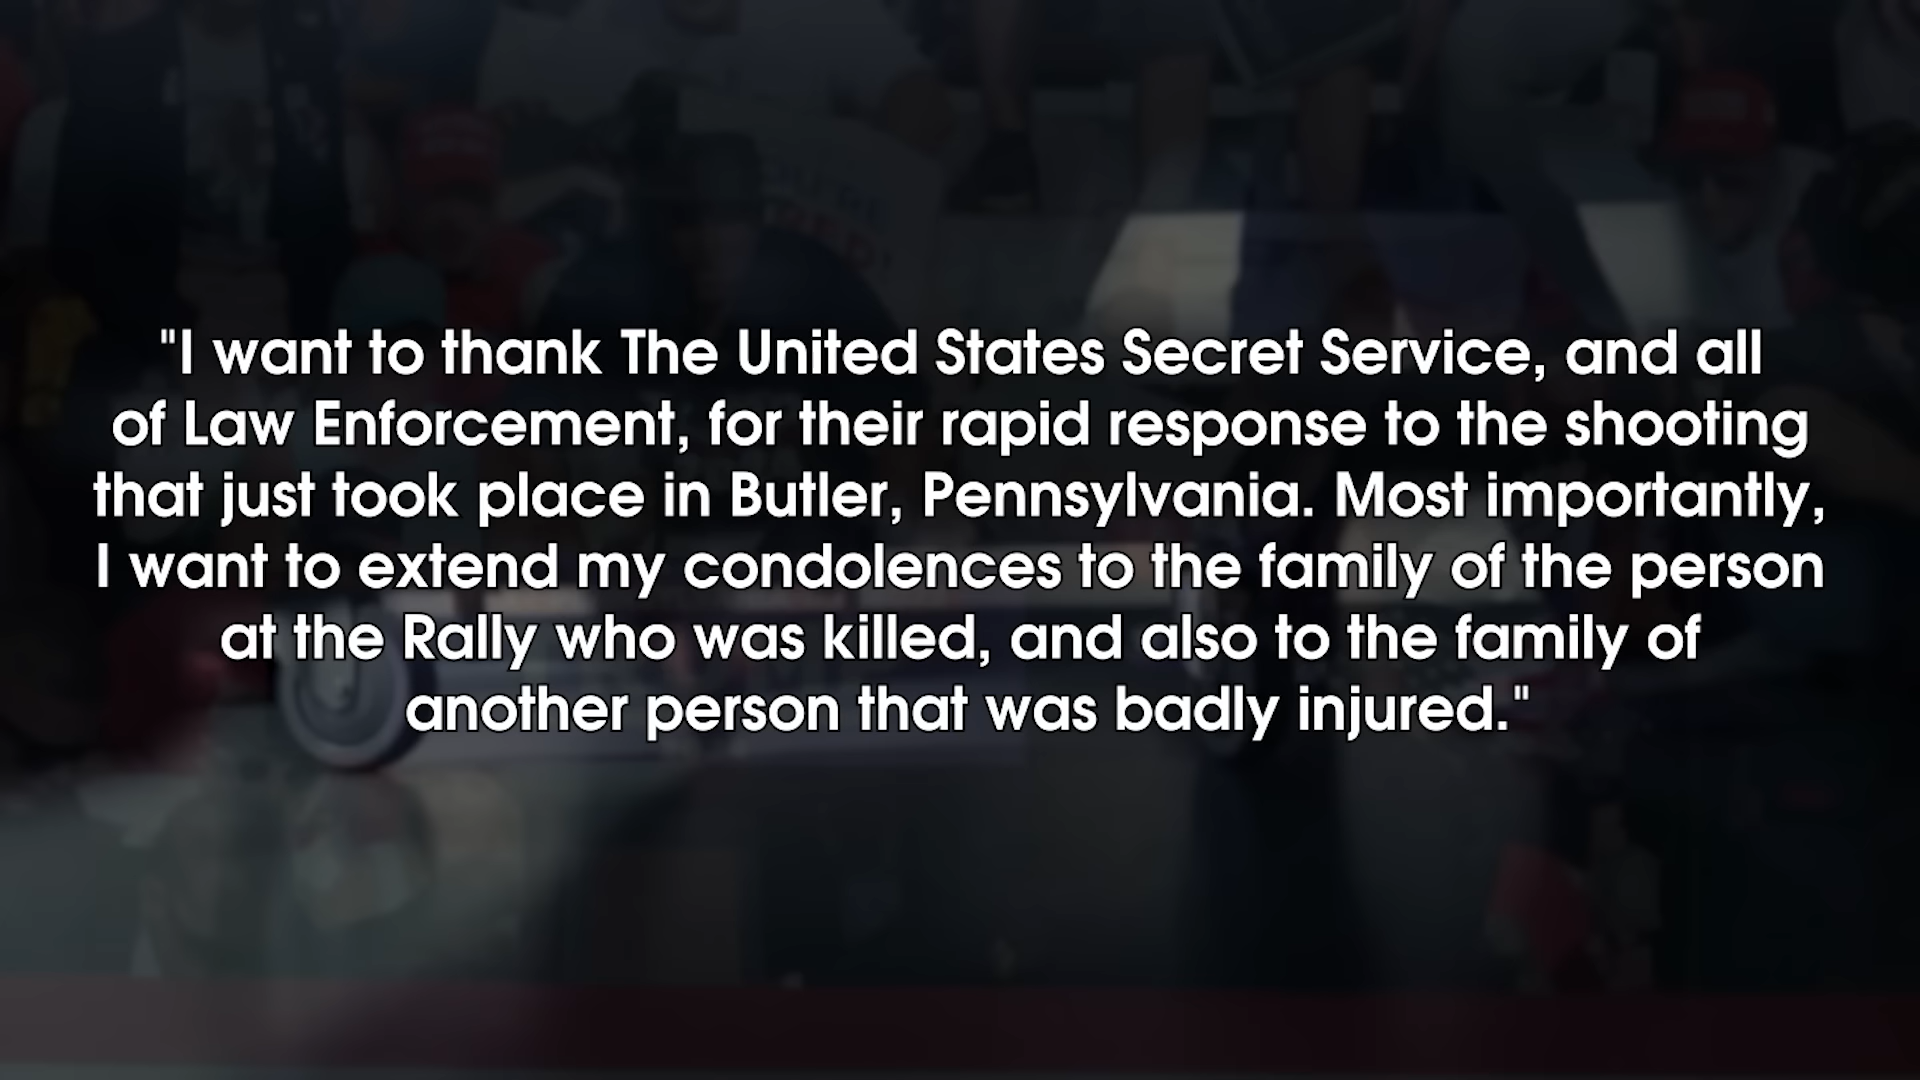 "I want to thank The United States Secret Service, and all
of Law Enforcement, for their rapid response to the shooting
that just took place in Butler, Pennsylvania. Most importantly,
I want to extend my condolences to the family of the person
at the Rally who was killed, and also to the family of
another person that was badly injured."